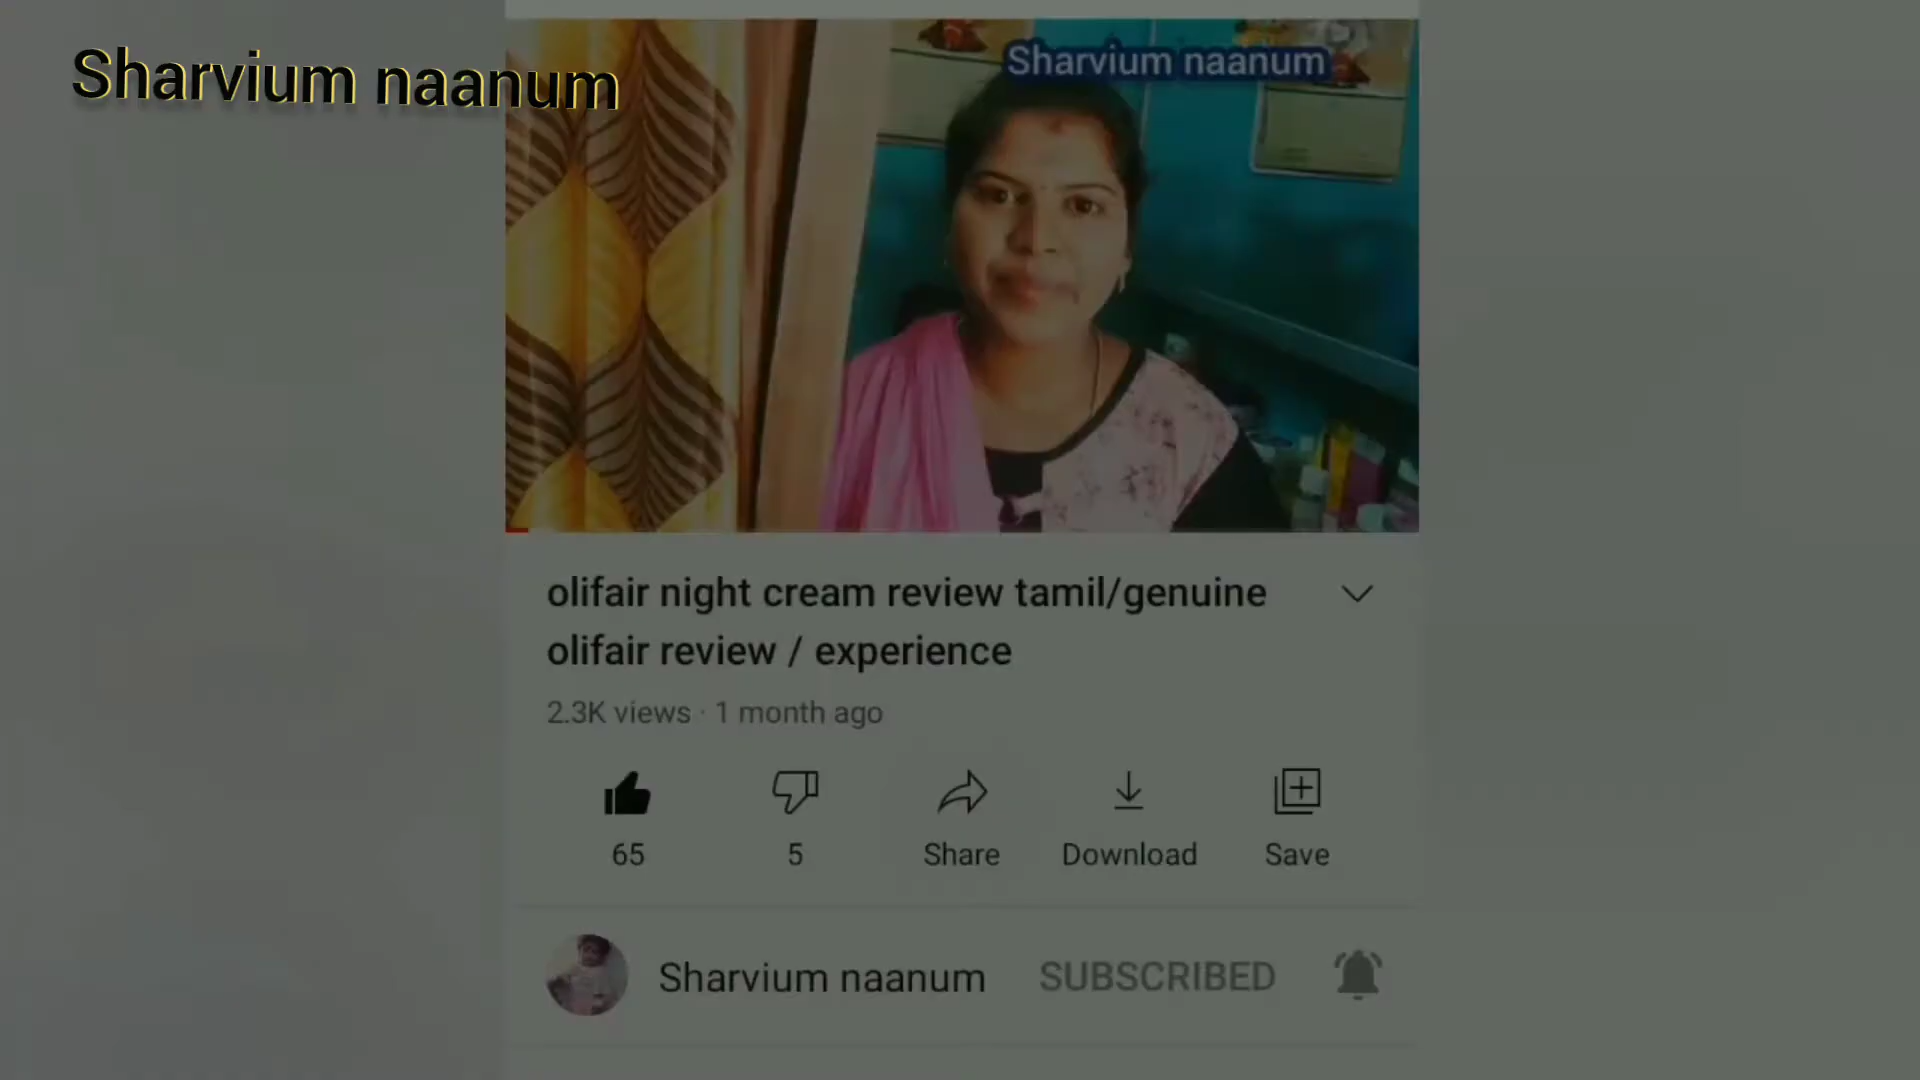 Sharvium naanum
Sharvium naanum
olifair night cream review tamil/genuine
olifair review / experience
2.3K views · 1 month ago
65
5
Share
Download
Save
Sharvium naanum
SUBSCRIBED